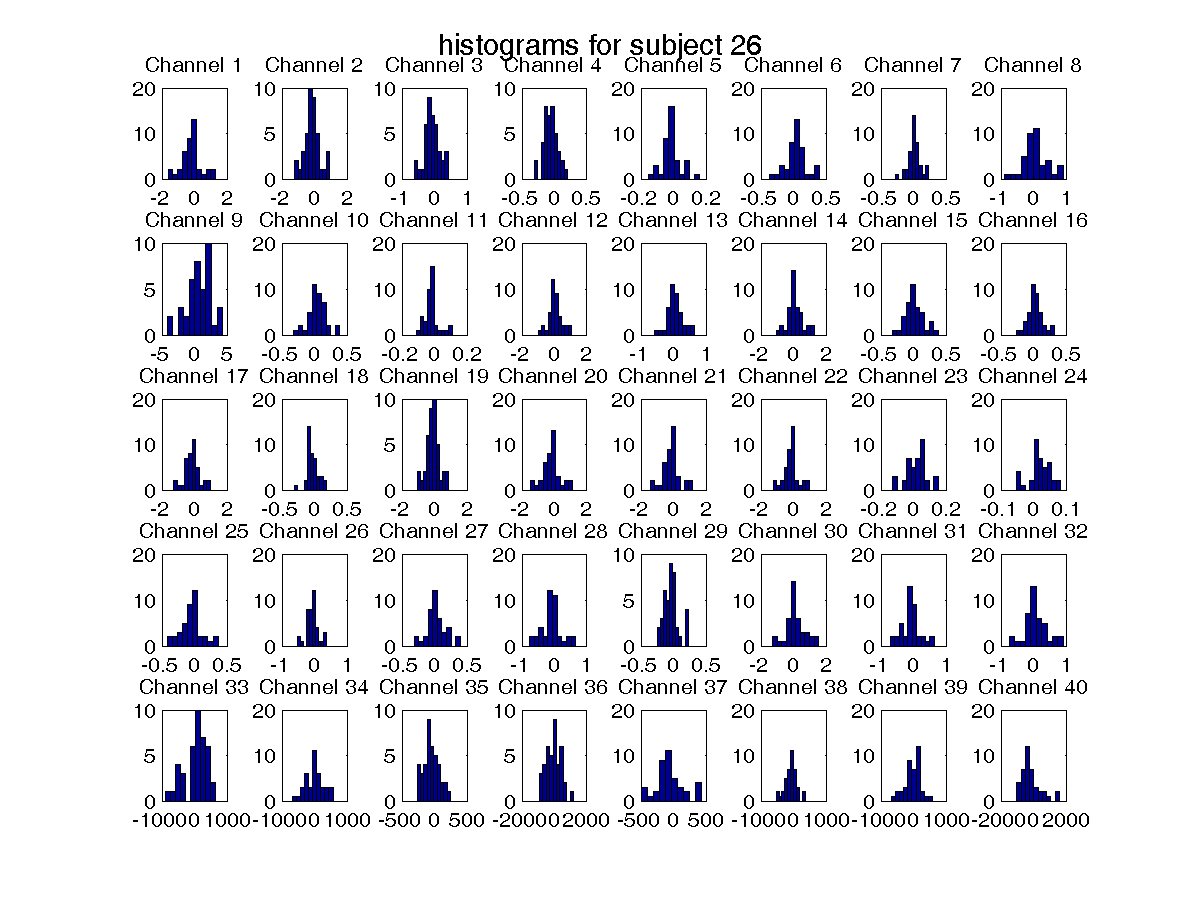 histograms for subject 26
Channel 1 Channel 2 Channel 3 Channel 4 Channel 5 Channel 6 Channel 7 Channel 8
20 10 10 10 20 20 20 20
10 5 5 5 10 10 10 10
0 0 0 0 0 0 0 0
-2 0 2 -2 0 2 -1 0 1 -0.5 0 0.5 -0.2 0 0.2 -0.5 0 0.5 -0.5 0 0.5 -1 0 1
Channel 9 Channel 10 Channel 11 Channel 12 Channel 13 Channel 14 Channel 15 Channel 16
10 20 20 20 20 20 20 20
5 10 10 10 10 10 10 10
0 0 0 0 0 0 0 0
-5 0 5 -0.5 0 0.5 -0.2 0 0.2 -2 0 2 -1 0 1 -2 0 2 -0.5 0 0.5 -0.5 0 0.5
Channel 17 Channel 18 Channel 19 Channel 20 Channel 21 Channel 22 Channel 23 Channel 24
20 20 10 20 20 20 20 20
10 10 5 10 10 10 10 10
0 0 0 0 0 0 0 0
-2 0 2 -0.5 0 0.5 -2 0 2 -2 0 2 -2 0 2 -2 0 2 -0.2 0 0.2 -0.1 0 0.1
Channel 25 Channel 26 Channel 27 Channel 28 Channel 29 Channel 30 Channel 31 Channel 32
20 20 20 20 10 20 20 20
10 10 10 10 5 10 10 10
0 0 0 0 0 0 0 0
-0.5 0 0.5 -1 0 1 -0.5 0 0.5 -1 0 1 -0.5 0 0.5 -2 0 2 -1 0 1 -1 0 1
Channel 33 Channel 34 Channel 35 Channel 36 Channel 37 Channel 38 Channel 39 Channel 40
10 20 10 10 20 20 20 20
5 10 5 5 10 10 10 10
0 0 0 0 0 0 0 0
-10000 1000 -10000 1000 -500 0 500 -20000 2000 -500 0 500 -10000 1000 -10000 1000 -20000 2000